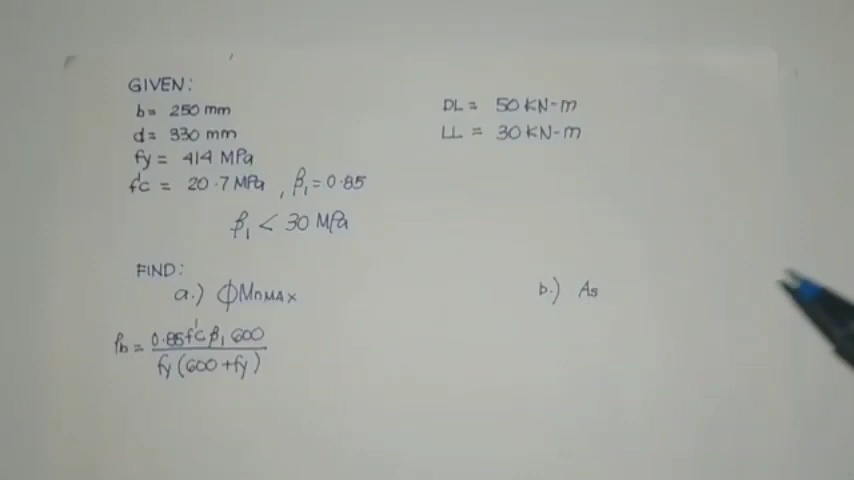 GIVEN:
b = 250 mm
d = 330 mm
fy = 414 MPa
f'c = 20.7 MPa , β₁ = 0.85
β₁ < 30 MPa
DL = 50 KN-m
LL = 30 KN-m
FIND:
a.) ϕMnMAX
b.) As
ρb = 0.85f'c β₁ 600
fy (600 + fy)